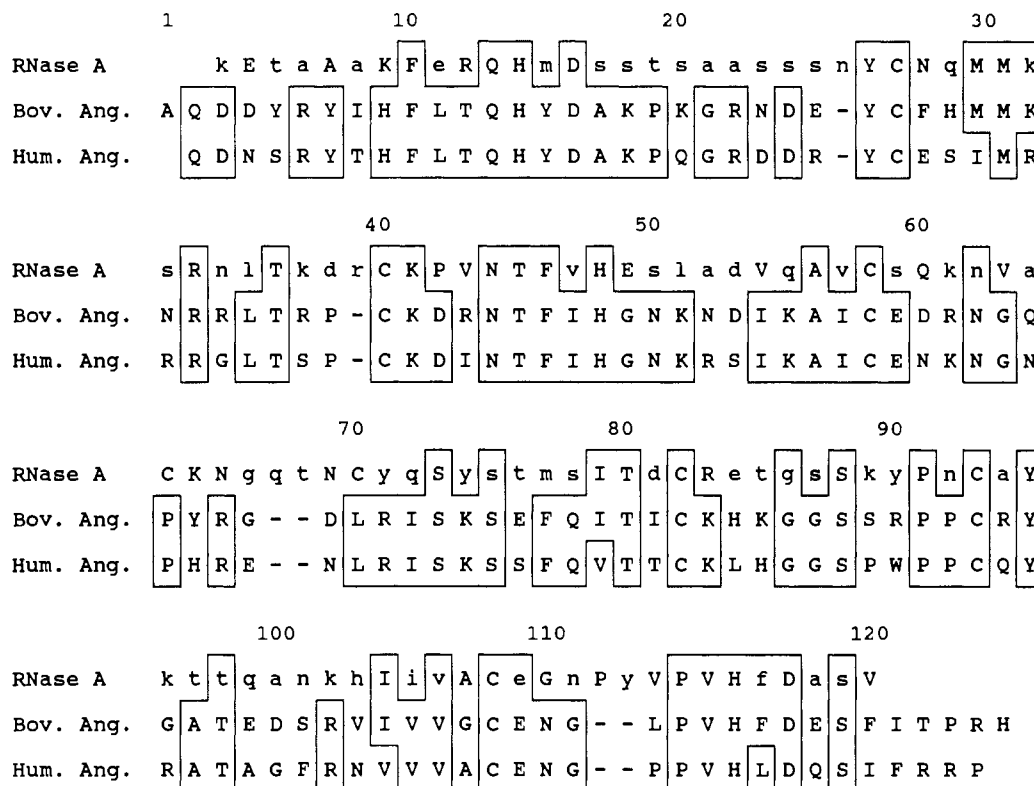 1 10 20 30
RNase A k E t a A a K F e R Q H m D s s t s a a s s s n Y C N q M M k
Bov. Ang. A Q D D Y R Y I H F L T Q H Y D A K P K G R N D E - Y C F H M M K
Hum. Ang. Q D N S R Y T H F L T Q H Y D A K P Q G R D D R - Y C E S I M R
40 50 60
RNase A s R n l T k d r C K P V N T F v H E s l a d V q A v C s Q k n V a
Bov. Ang. N R R L T R P - C K D R N T F I H G N K N D I K A I C E D R N G Q
Hum. Ang. R R G L T S P - C K D I N T F I H G N K R S I K A I C E N K N G N
70 80 90
RNase A C K N g q t N C y q S y s t m s I T d C R e t g s S k y P n C a Y
Bov. Ang. P Y R G - - D L R I S K S E F Q I T I C K H K G G S S R P P C R Y
Hum. Ang. P H R E - - N L R I S K S S F Q V T T C K L H G G S P W P P C Q Y
100 110 120
RNase A k t t q a n k h I i v A C e G n P y V P V H f D a s V
Bov. Ang. G A T E D S R V I V V G C E N G - - L P V H F D E S F I T P R H
Hum. Ang. R A T A G F R N V V V A C E N G - - P P V H L D Q S I F R R P